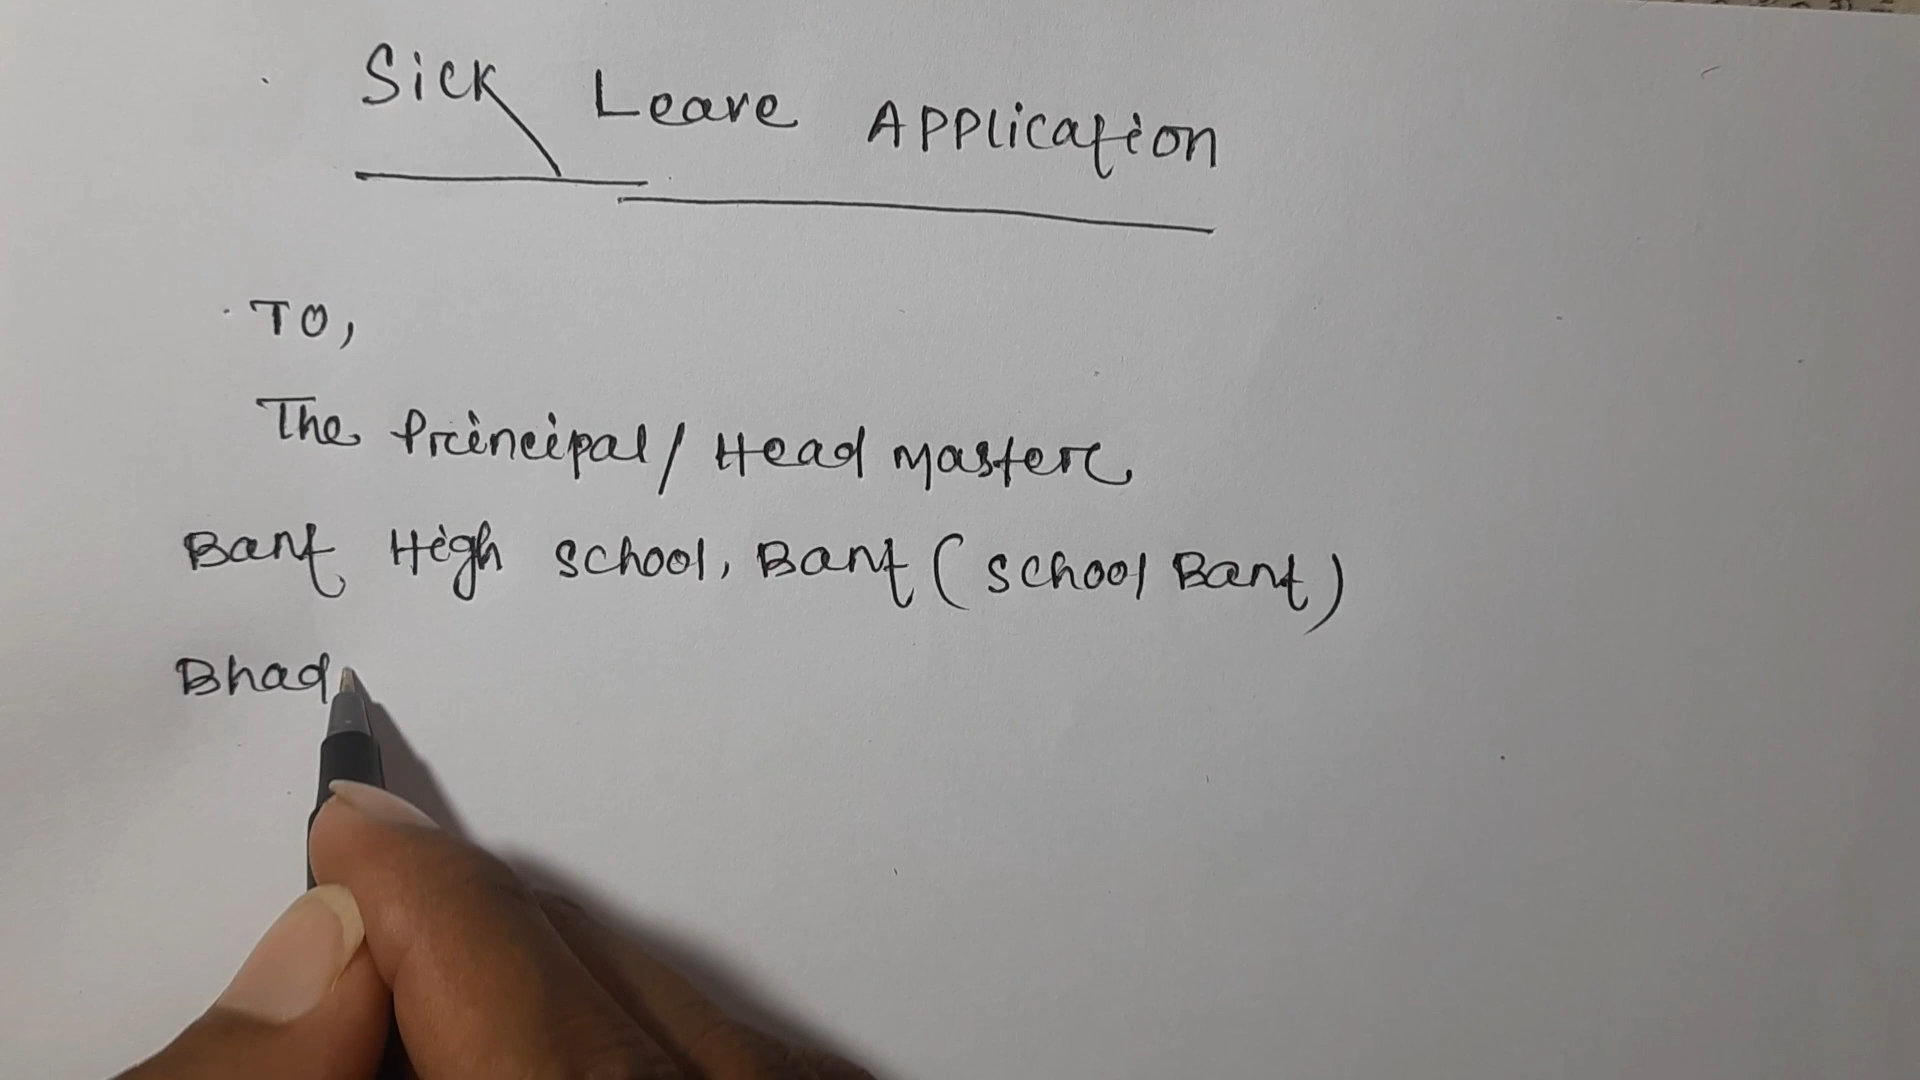 Sick Leave Application
To,
The Principal/Head Master
Bant High School, Bant (School Bant)
Bhad